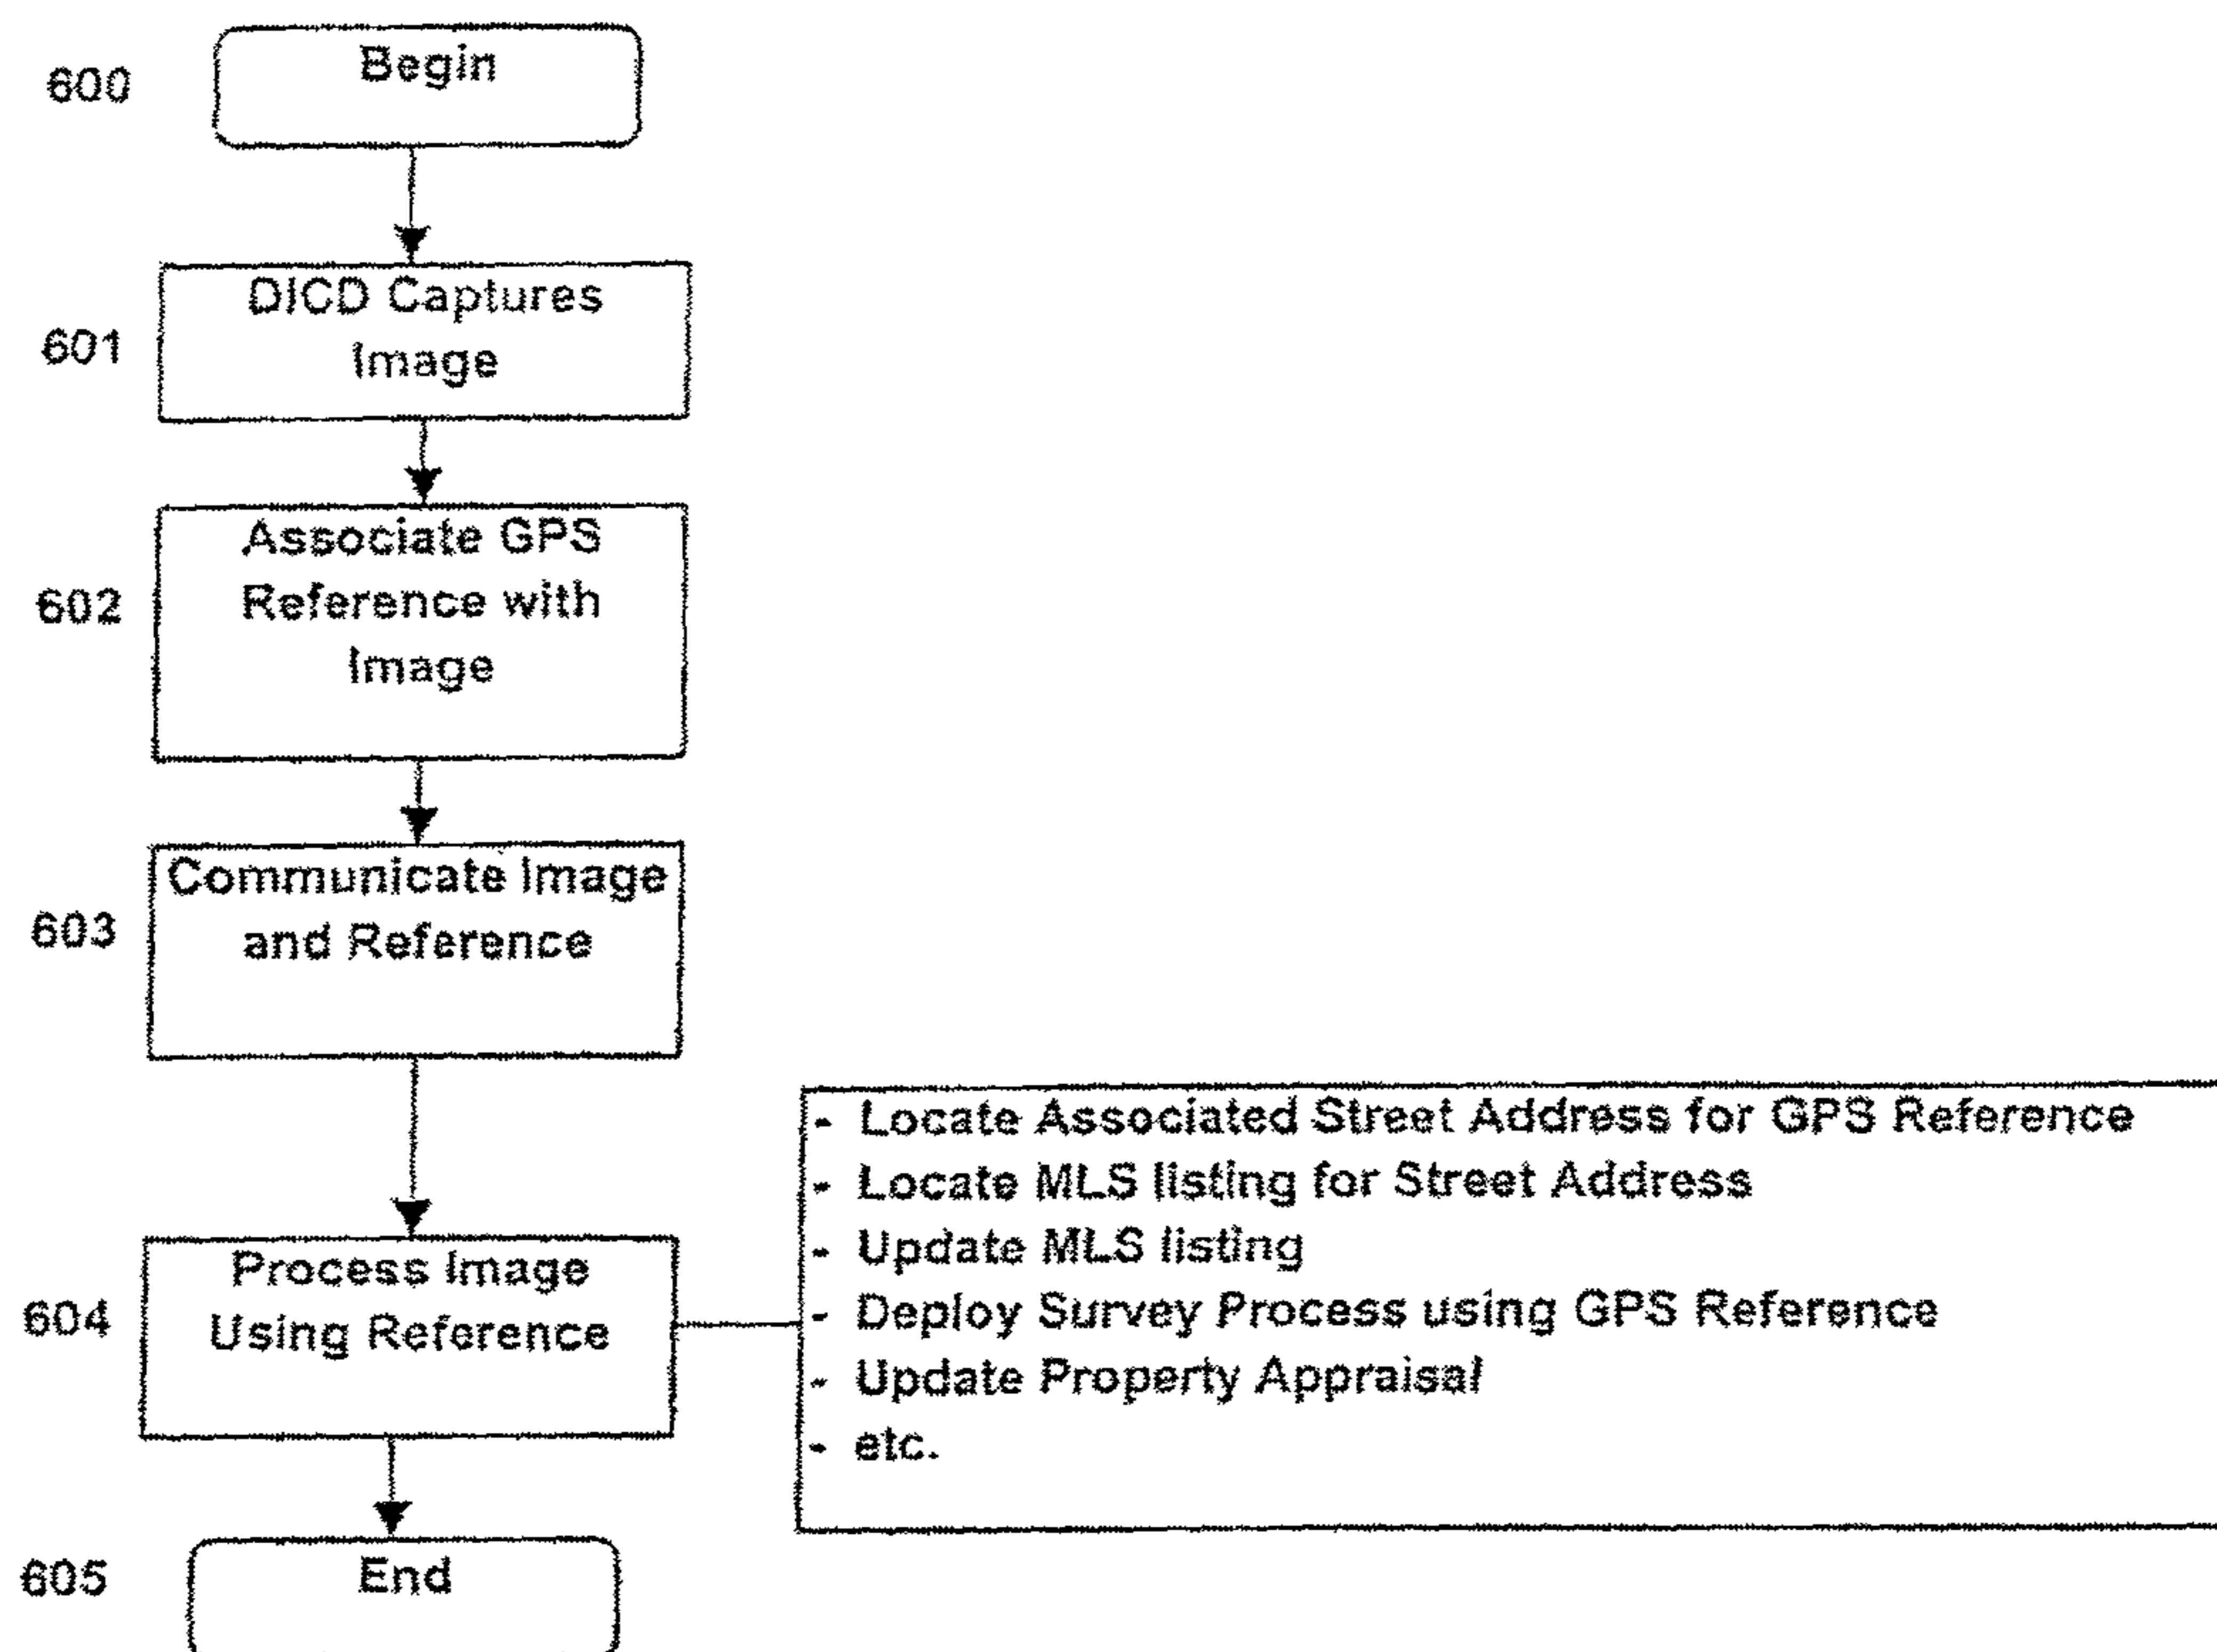 600
Begin
601
DICD Captures
Image
602
Associate GPS
Reference with
Image
603
Communicate Image
and Reference
604
Process Image
Using Reference
- Locate Associated Street Address for GPS Reference
- Locate MLS listing for Street Address
- Update MLS listing
- Deploy Survey Process using GPS Reference
- Update Property Appraisal
- etc.
605
End